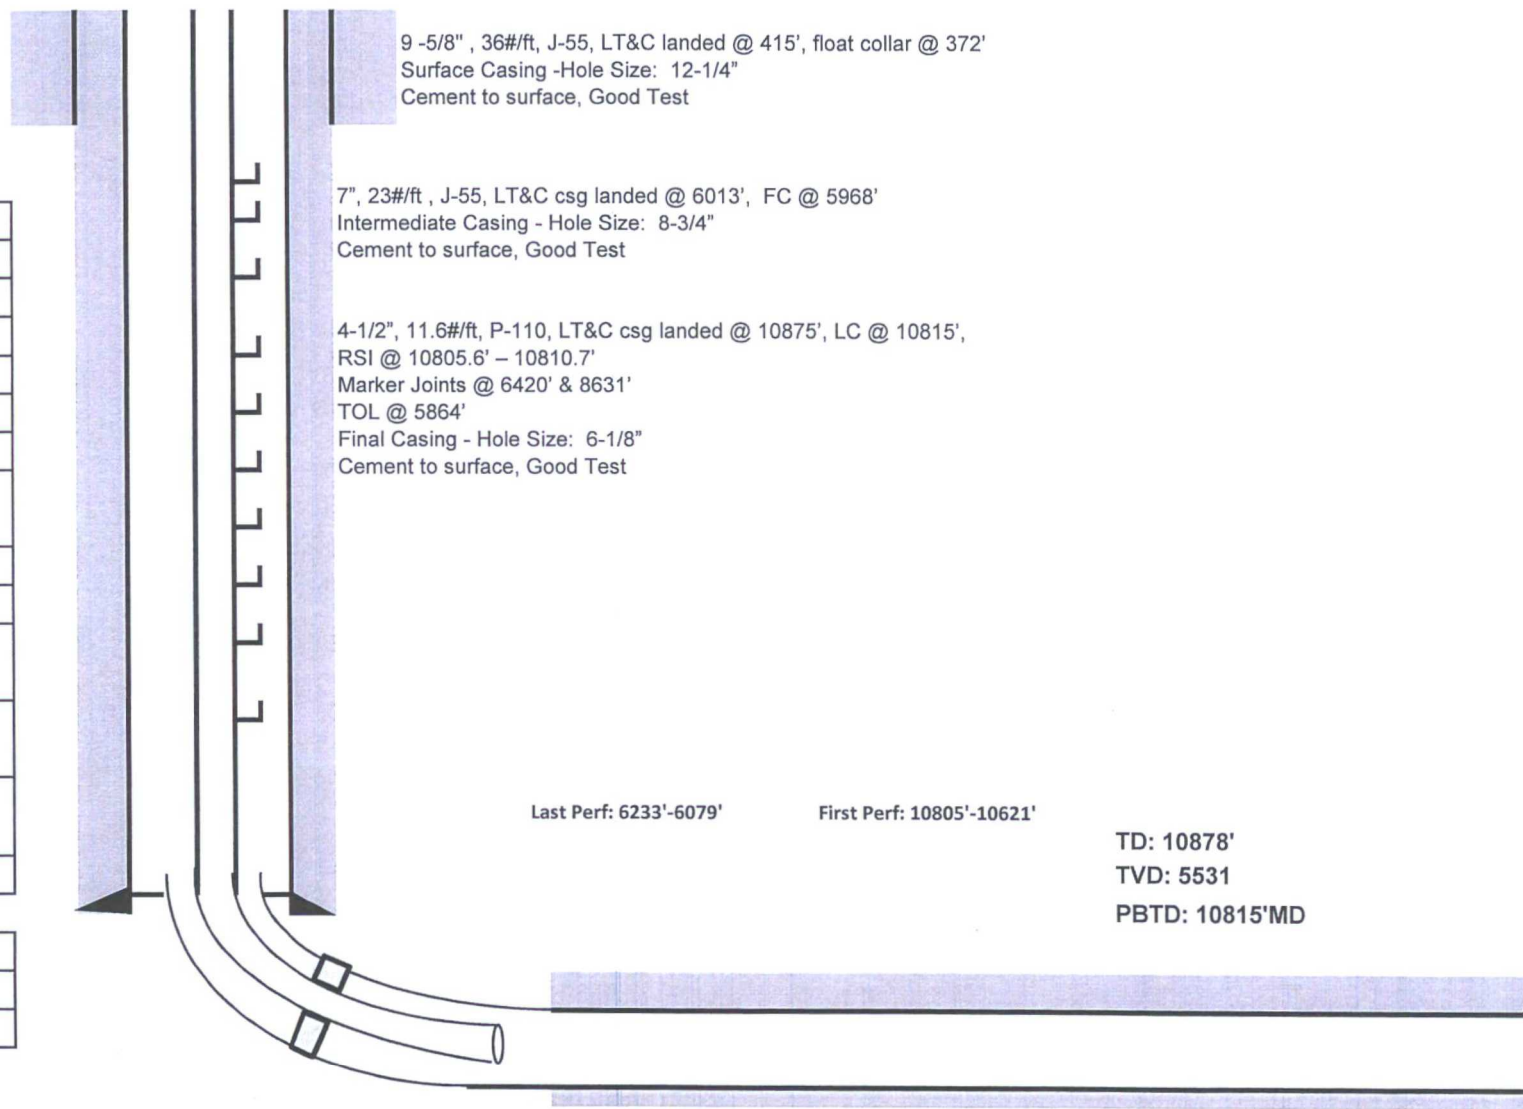 9 -5/8" , 36#/ft, J-55, LT&C landed @ 415', float collar @ 372'
Surface Casing -Hole Size: 12-1/4"
Cement to surface, Good Test
7", 23#/ft , J-55, LT&C csg landed @ 6013', FC @ 5968'
Intermediate Casing - Hole Size: 8-3/4"
Cement to surface, Good Test
4-1/2", 11.6#/ft, P-110, LT&C csg landed @ 10875', LC @ 10815',
RSI @ 10805.6' – 10810.7'
Marker Joints @ 6420' & 8631'
TOL @ 5864'
Final Casing - Hole Size: 6-1/8"
Cement to surface, Good Test
Last Perf: 6233'-6079'
First Perf: 10805'-10621'
TD: 10878'
TVD: 5531
PBTD: 10815'MD